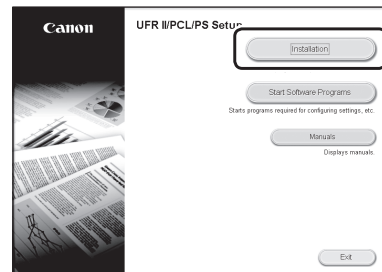 Canon
UFR II/PCL/PS Setup
Installation
Start Software Programs
Starts programs required for configuring settings, etc.
Manuals
Displays manuals.
Exit